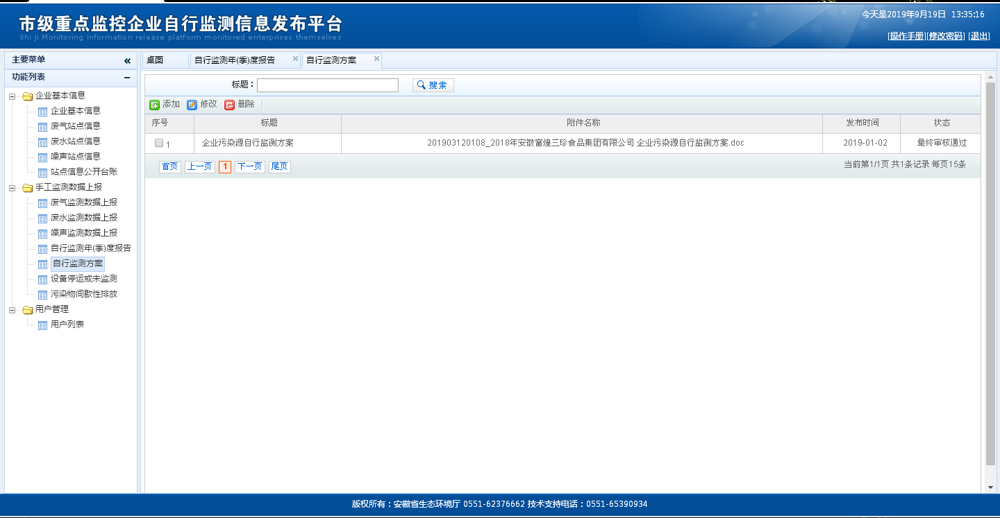 市级重点监控企业自行监测信息发布平台
Shi ji Monitoring information release platform monitored enterprises themselves
今天是2019年9月19日 13:35:16
[操作手册][修改密码] [退出]
主要菜单
功能列表
企业基本信息
企业基本信息
废气站点信息
废水站点信息
噪声站点信息
站点信息公开台账
手工监测数据上报
废气监测数据上报
废水监测数据上报
噪声监测数据上报
自行监测年(季)度报告
自行监测方案
设备停运或未监测
污染物间歇性排放
用户管理
用户列表
桌面 自行监测年(季)度报告 自行监测方案
标题： 搜索
添加 修改 删除
序号 标题 附件名称 发布时间 状态
1 企业污染源自行监测方案 201903120108_2018年安徽富煌三珍食品集团有限公司 企业污染源自行监测方案.doc 2019-01-02 最终审核通过
首页 上一页 1 下一页 尾页 当前第1/1页 共1条记录 每页15条
版权所有：安徽省生态环境厅 0551-62376662 技术支持电话：0551-65390934